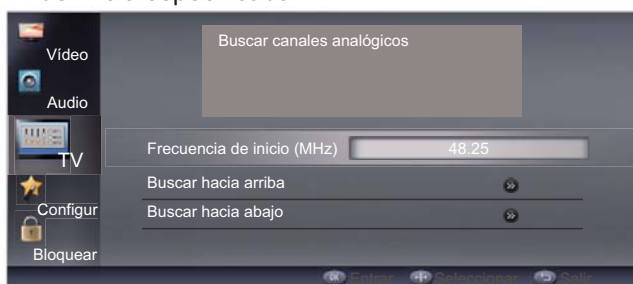 Vídeo
Audio
TV
Configur
Bloquear
Buscar canales analógicos
Frecuencia de inicio (MHz) 48.25
Buscar hacia arriba
Buscar hacia abajo
OK Entrar Seleccionar Salir